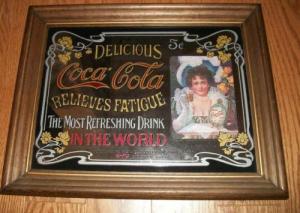 DELICIOUS 5¢
Coca-Cola
RELIEVES FATIGUE
THE MOST REFRESHING DRINK
IN THE WORLD